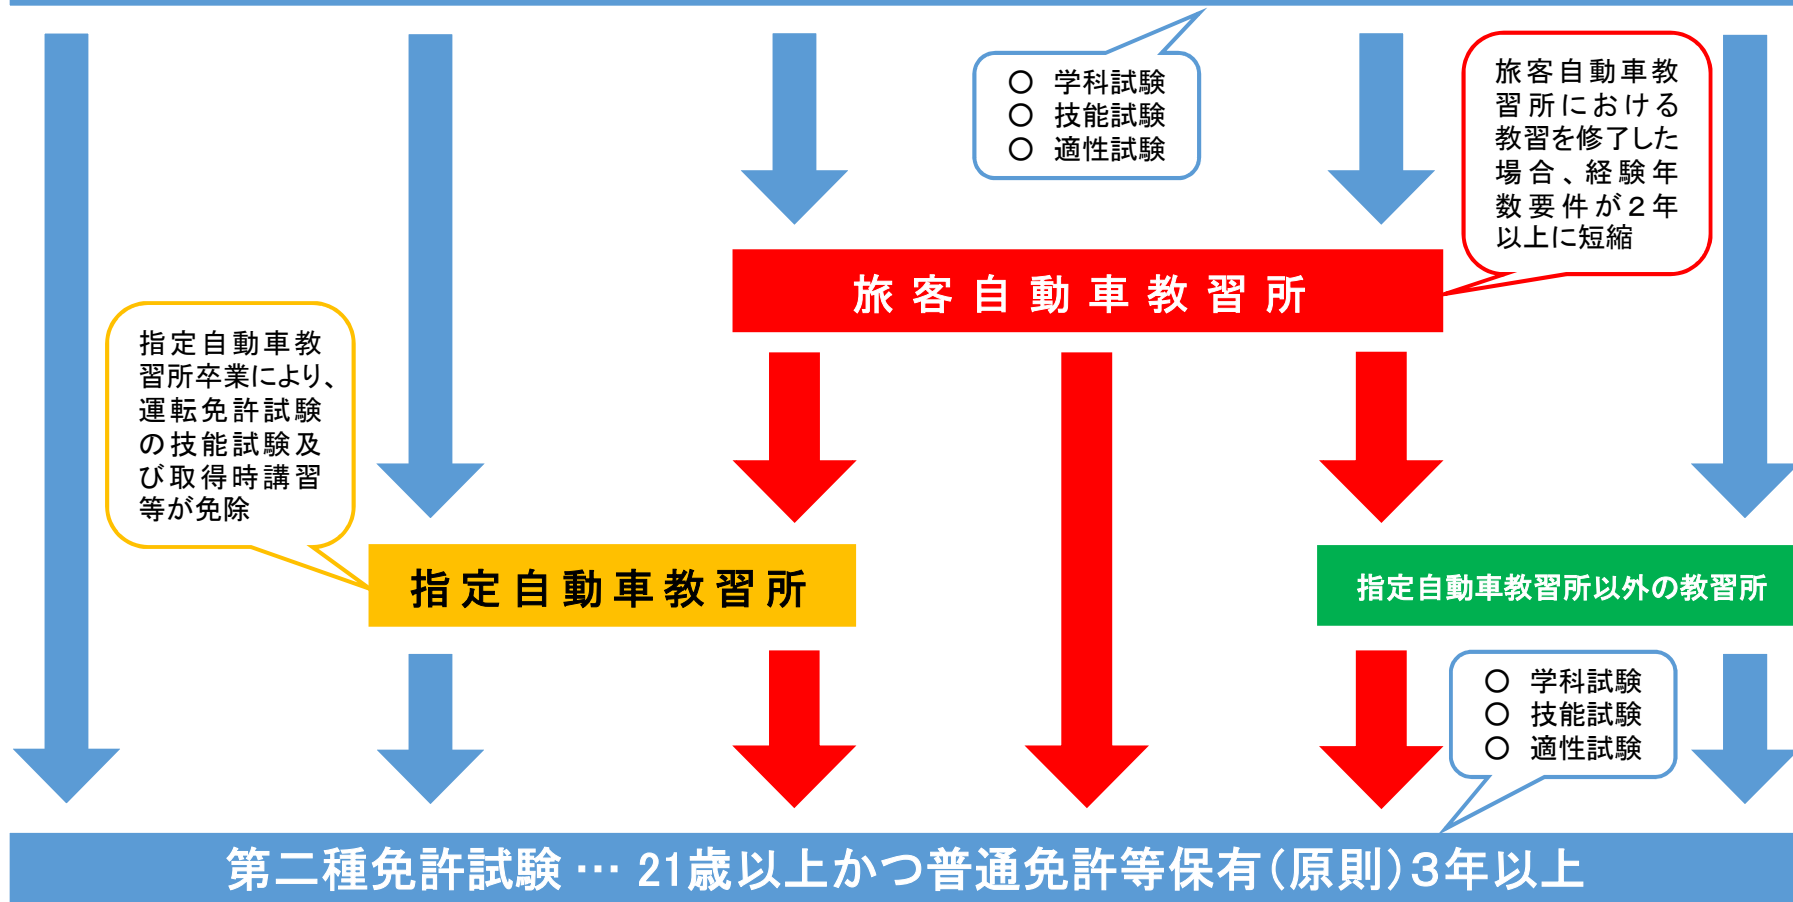 ○ 学科試験
○ 技能試験
○ 適性試験
旅客自動車教
習所における
教習を修了した
場合、経験年
数要件が2年
以上に短縮
旅客自動車教習所
指定自動車教
習所卒業により、
運転免許試験
の技能試験及
び取得時講習
等が免除
指定自動車教習所
指定自動車教習所以外の教習所
○ 学科試験
○ 技能試験
○ 適性試験
第二種免許試験 … 21歳以上かつ普通免許等保有(原則)3年以上